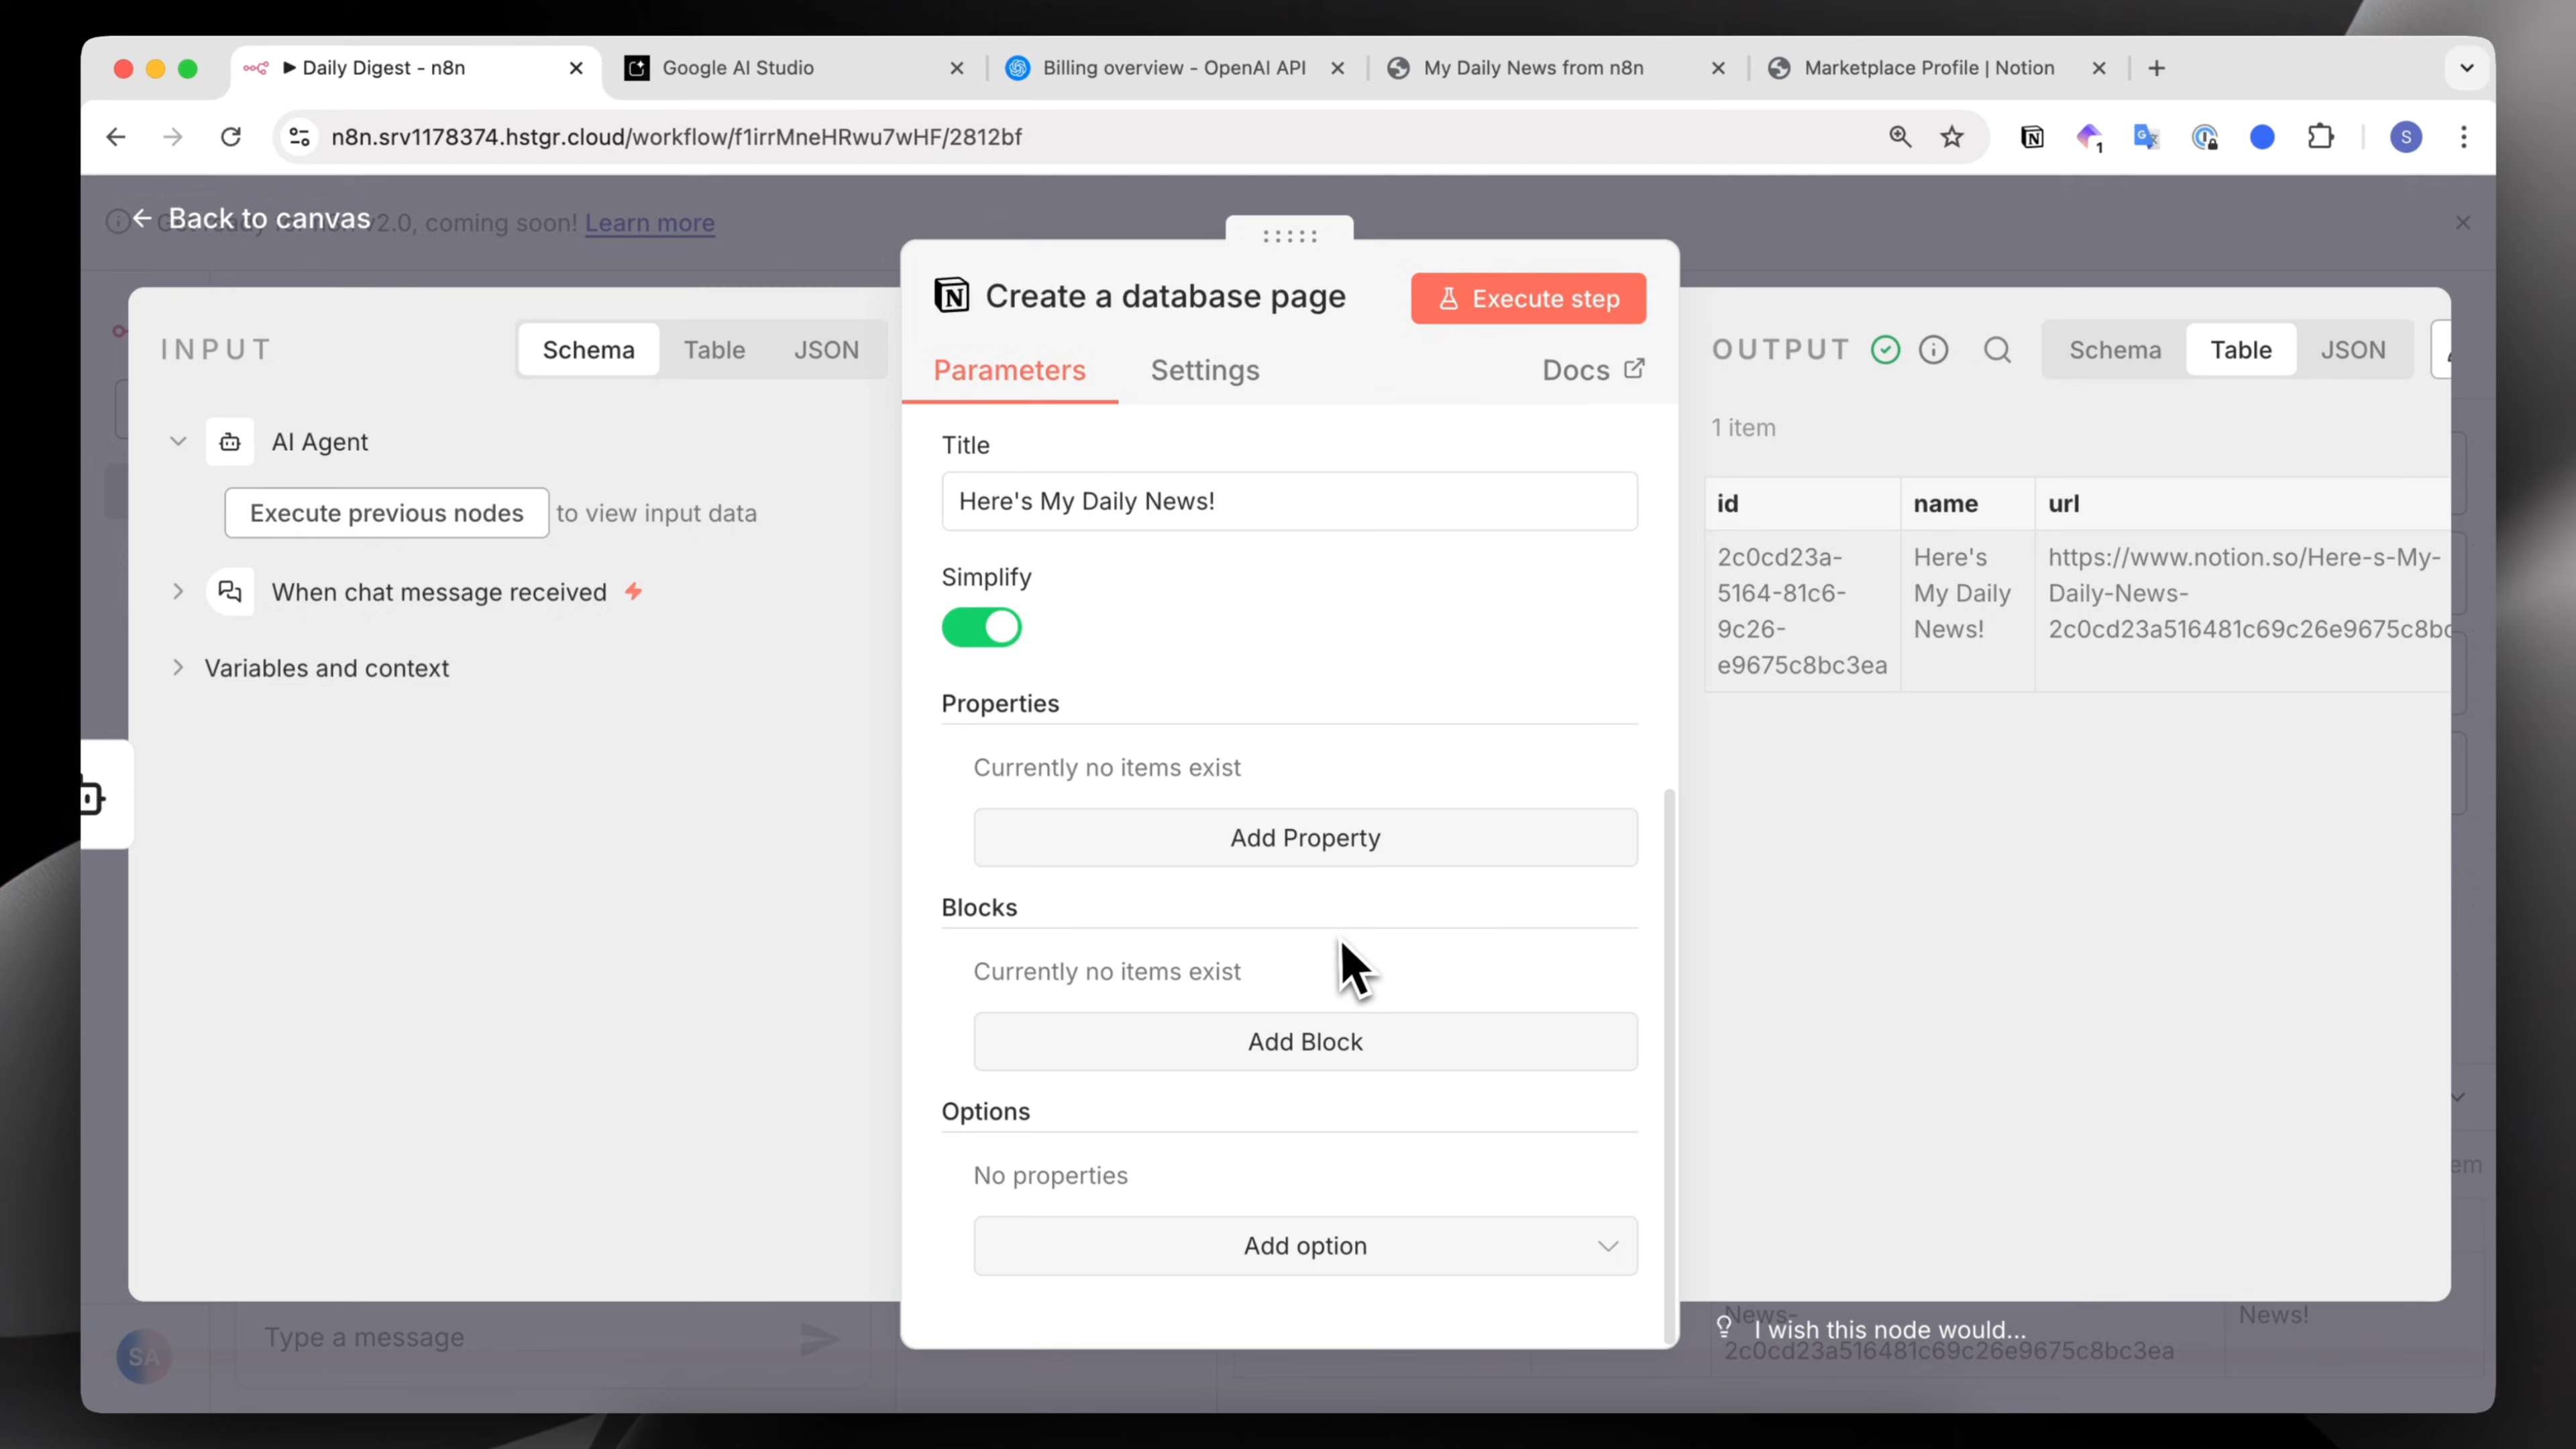 Daily Digest - n8n
Google AI Studio
Billing overview - OpenAI API
My Daily News from n8n
Marketplace Profile | Notion
n8n.srv1178374.hstgr.cloud/workflow/f1irrMneHRwu7wHF/2812bf
1
S
Back to canvas
v2.0, coming soon! Learn more
Create a database page
Execute step
INPUT
Schema
Table
JSON
Parameters
Settings
Docs
OUTPUT
Schema
Table
JSON
AI Agent
Execute previous nodes to view input data
When chat message received
Variables and context
Title
Here's My Daily News!
Simplify
Properties
Currently no items exist
Add Property
Blocks
Currently no items exist
Add Block
Options
No properties
Add option
1 item
id
name
url
2c0cd23a-
5164-81c6-
9c26-
e9675c8bc3ea
Here's
My Daily
News!
https://www.notion.so/Here-s-My-
Daily-News-
2c0cd23a516481c69c26e9675c8bc
em
SA
Type a message
News-
News!
I wish this node would...
2c0cd23a516481c69c26e9675c8bc3ea